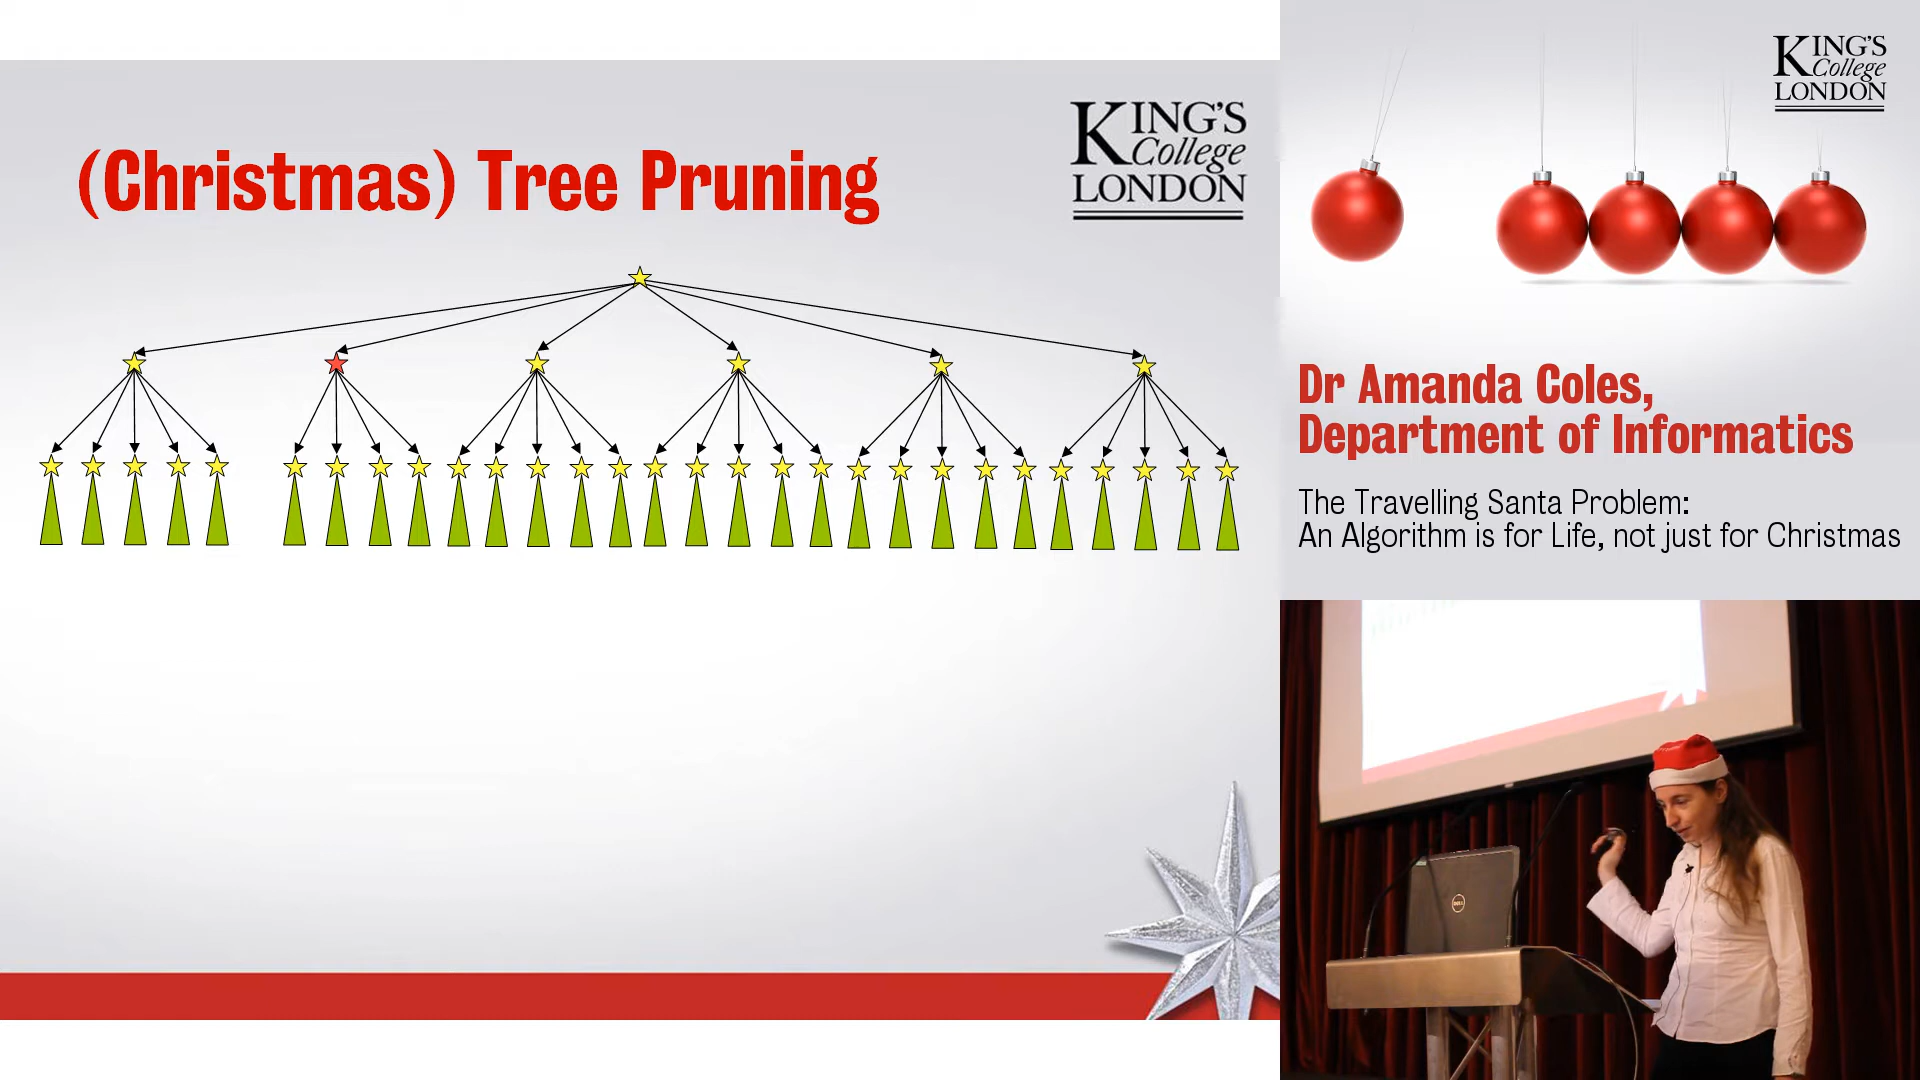 (Christmas) Tree Pruning
KING'S
College
LONDON
KING'S
College
LONDON
Dr Amanda Coles,
Department of Informatics
The Travelling Santa Problem:
An Algorithm is for Life, not just for Christmas
DELL